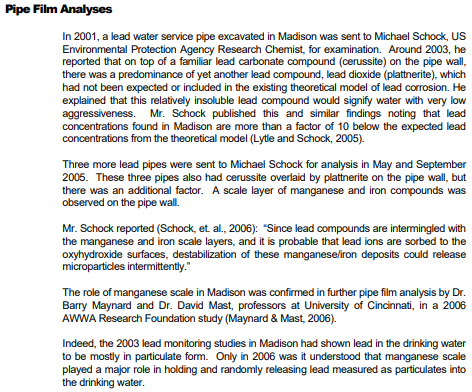 Pipe Film Analyses
In 2001, a lead water service pipe excavated in Madison was sent to Michael Schock, US
Environmental Protection Agency Research Chemist, for examination. Around 2003, he
reported that on top of a familiar lead carbonate compound (cerussite) on the pipe wall,
there was a predominance of yet another lead compound, lead dioxide (plattnerite), which
had not been expected or included in the existing theoretical model of lead corrosion. He
explained that this relatively insoluble lead compound would signify water with very low
aggressiveness. Mr. Schock published this and similar findings noting that lead
concentrations found in Madison are more than a factor of 10 below the expected lead
concentrations from the theoretical model (Lytle and Schock, 2005).
Three more lead pipes were sent to Michael Schock for analysis in May and September
2005. These three pipes also had cerussite overlaid by plattnerite on the pipe wall, but
there was an additional factor. A scale layer of manganese and iron compounds was
observed on the pipe wall.
Mr. Schock reported (Schock, et. al., 2006): “Since lead compounds are intermingled with
the manganese and iron scale layers, and it is probable that lead ions are sorbed to the
oxyhydroxide surfaces, destabilization of these manganese/iron deposits could release
microparticles intermittently.”
The role of manganese scale in Madison was confirmed in further pipe film analysis by Dr.
Barry Maynard and Dr. David Mast, professors at University of Cincinnati, in a 2006
AWWA Research Foundation study (Maynard & Mast, 2006).
Indeed, the 2003 lead monitoring studies in Madison had shown lead in the drinking water
to be mostly in particulate form. Only in 2006 was it understood that manganese scale
played a major role in holding and randomly releasing lead measured as particulates into
the drinking water.